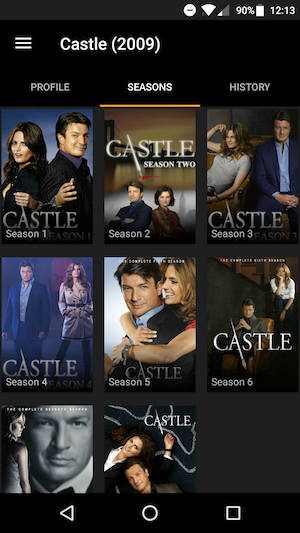 90% 12:13
Castle (2009)
PROFILE SEASONS HISTORY
CASTLE
SEASON 1
Season 1
CASTLE
SEASON TWO
Season 2
CASTLE
SEASON 3
Season 3
CASTLE
SEASON 4
Season 4
THE COMPLETE FIFTH SEASON
CASTLE
Season 5
THE COMPLETE SIXTH SEASON
CASTLE
Season 6
THE COMPLETE SEVENTH SEASON
CASTLE